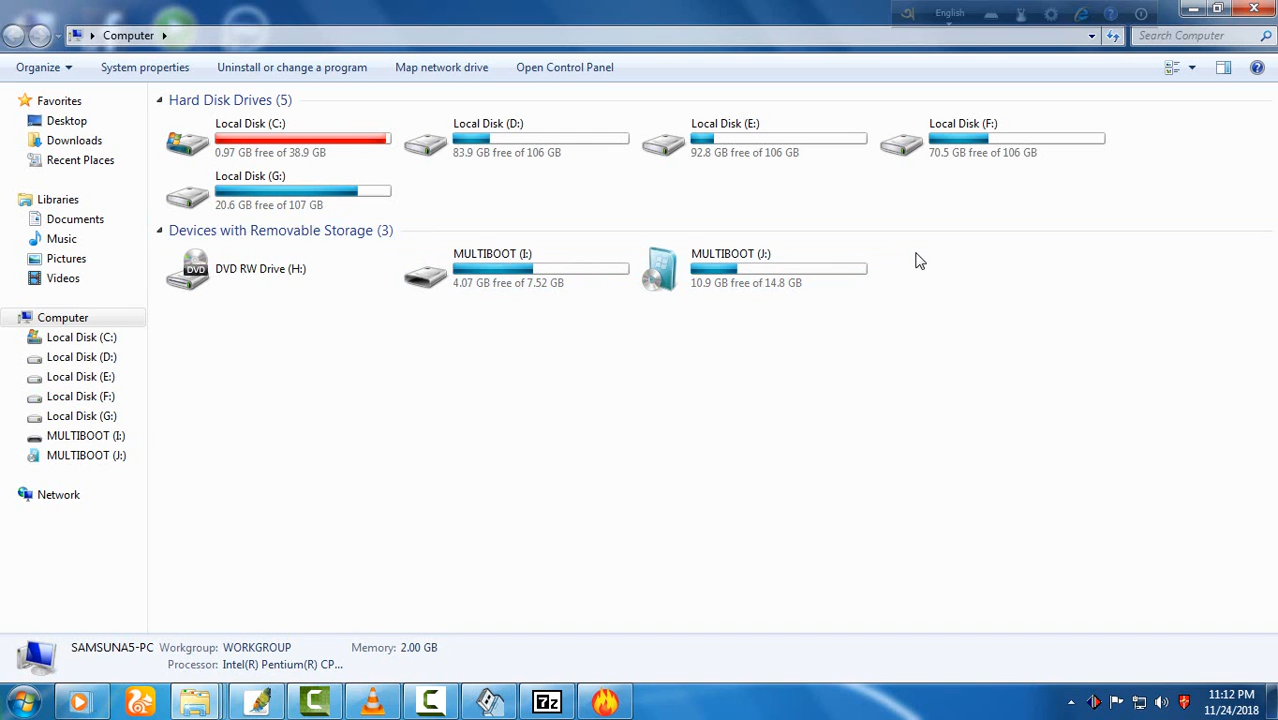 অ English
Computer
Search Computer
Organize System properties Uninstall or change a program Map network drive Open Control Panel
Favorites
Desktop
Downloads
Recent Places
Libraries
Documents
Music
Pictures
Videos
Computer
Local Disk (C:)
Local Disk (D:)
Local Disk (E:)
Local Disk (F:)
Local Disk (G:)
MULTIBOOT (I:)
MULTIBOOT (J:)
Network
Hard Disk Drives (5)
Local Disk (C:)
0.97 GB free of 38.9 GB
Local Disk (D:)
83.9 GB free of 106 GB
Local Disk (E:)
92.8 GB free of 106 GB
Local Disk (F:)
70.5 GB free of 106 GB
Local Disk (G:)
20.6 GB free of 107 GB
Devices with Removable Storage (3)
DVD
DVD RW Drive (H:)
MULTIBOOT (I:)
4.07 GB free of 7.52 GB
MULTIBOOT (J:)
10.9 GB free of 14.8 GB
SAMSUNA5-PC Workgroup: WORKGROUP Memory: 2.00 GB
Processor: Intel(R) Pentium(R) CP...
7z
11:12 PM
11/24/2018